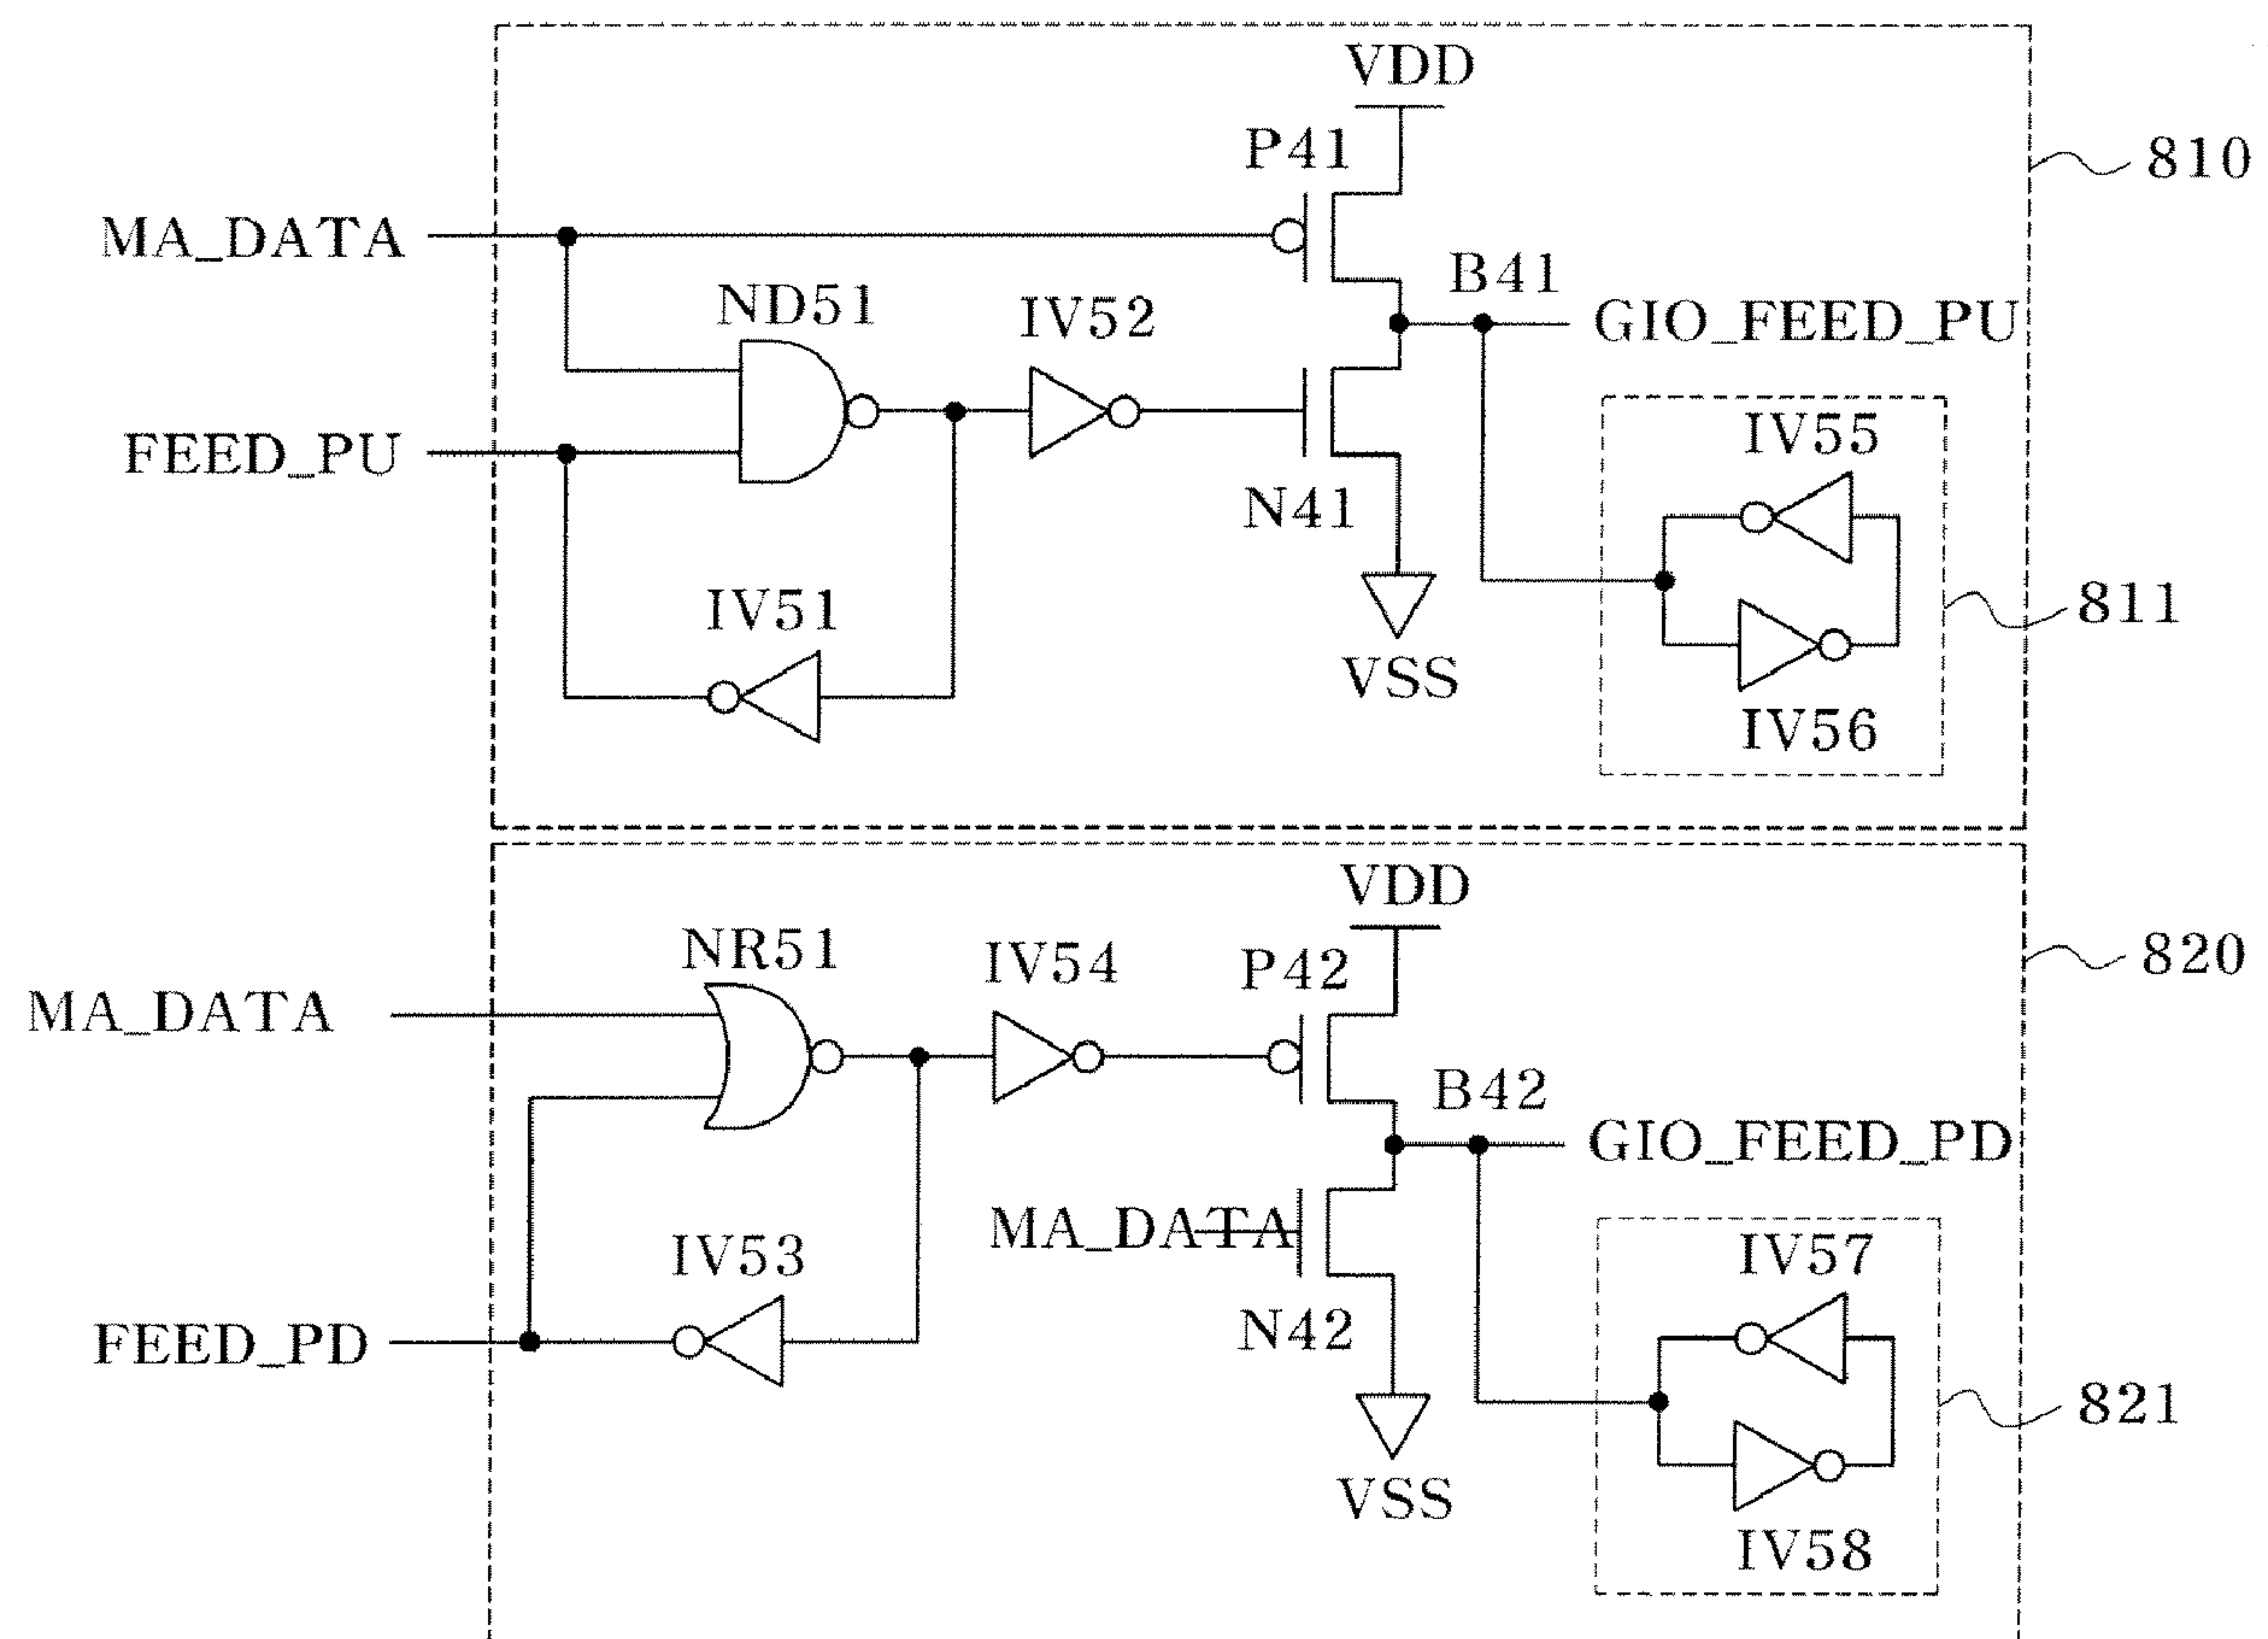 VDD
P41
810
MA_DATA
B41
ND51
IV52
GIO_FEED_PU
FEED_PU
IV55
N41
IV51
811
VSS
IV56
VDD
NR51
IV54
P42
820
MA_DATA
B42
GIO_FEED_PD
MA_DATA
IV53
IV57
FEED_PD
N42
821
VSS
IV58